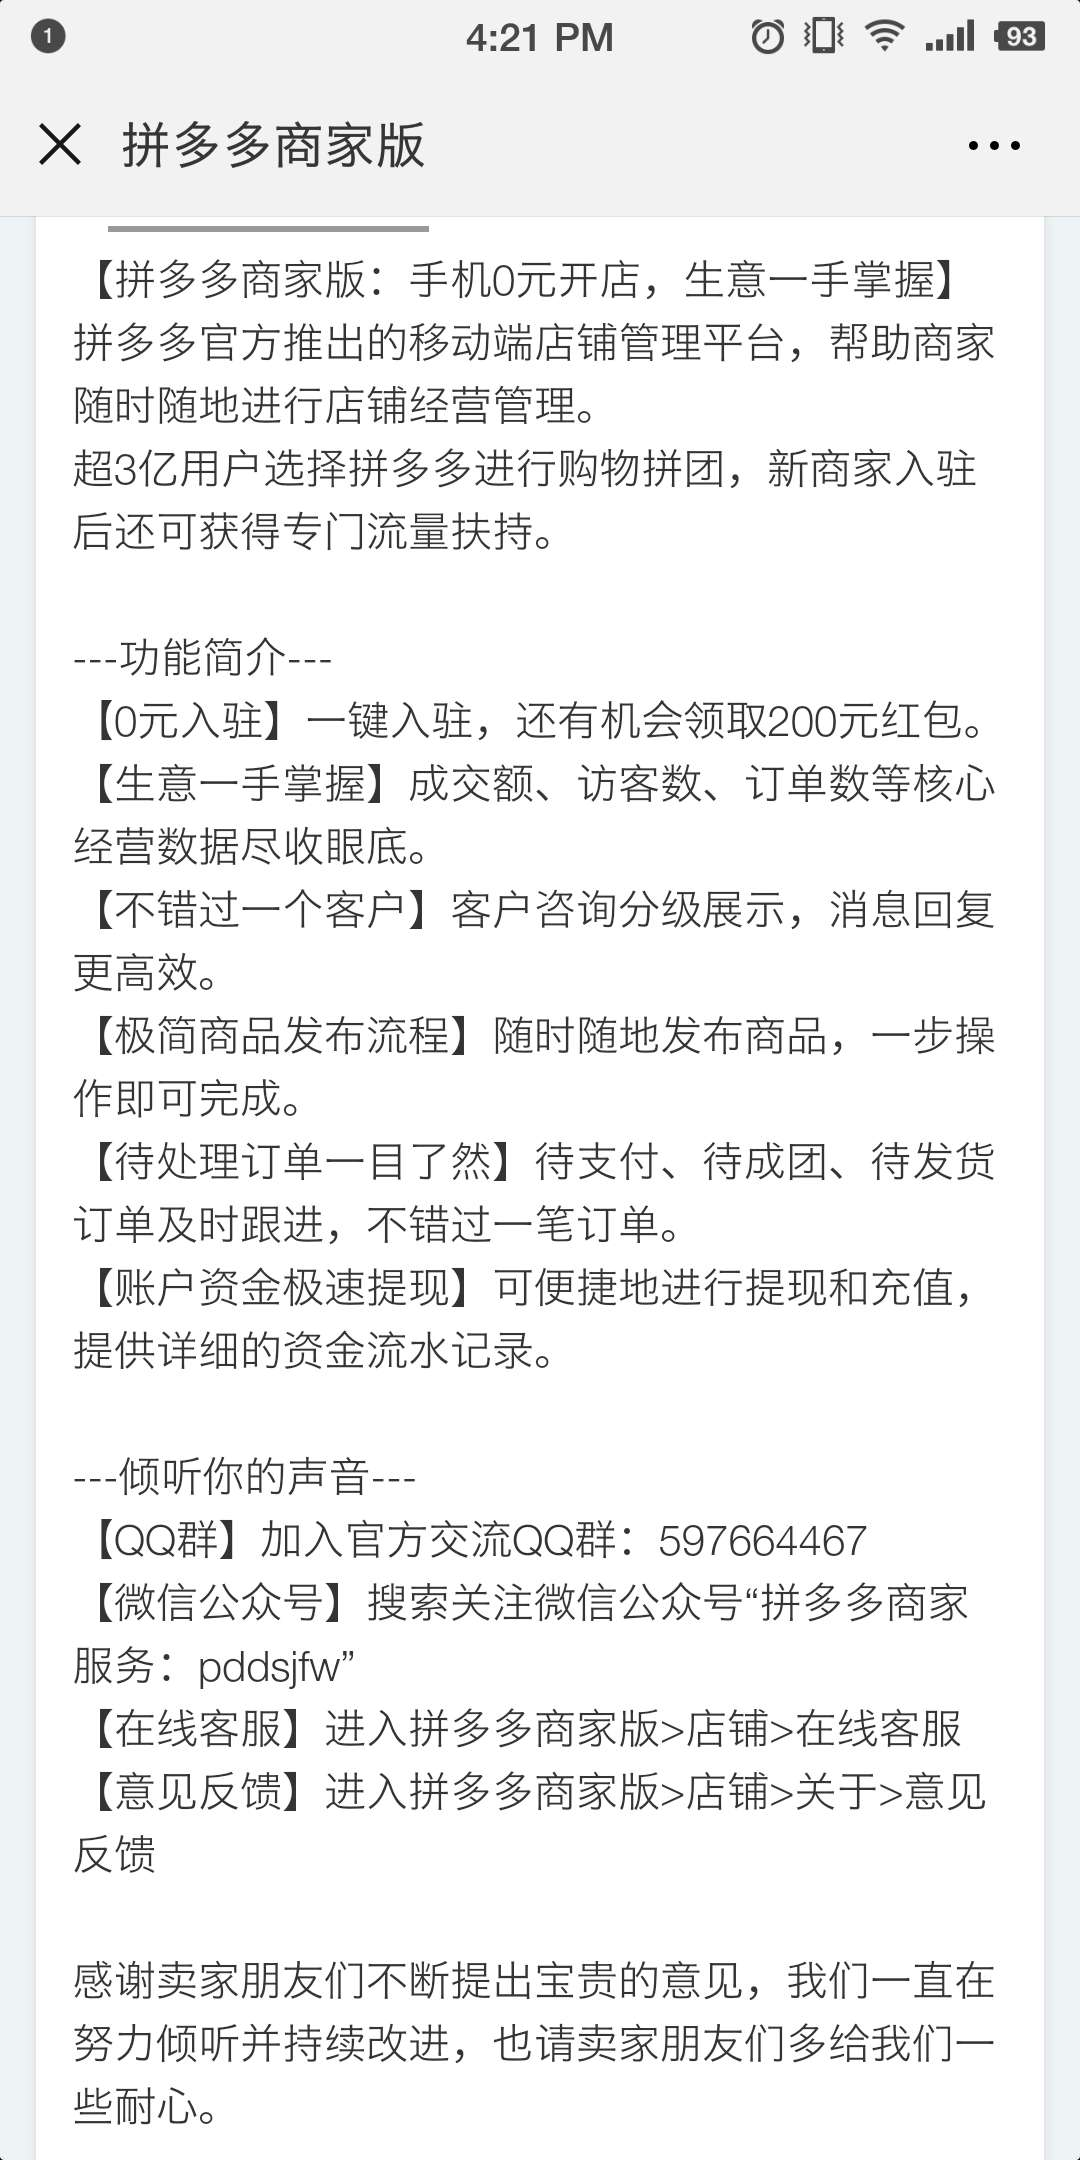 1
4:21 PM
93
拼多多商家版
【拼多多商家版：手机0元开店，生意一手掌握】
拼多多官方推出的移动端店铺管理平台，帮助商家
随时随地进行店铺经营管理。
超3亿用户选择拼多多进行购物拼团，新商家入驻
后还可获得专门流量扶持。
---功能简介---
【0元入驻】一键入驻，还有机会领取200元红包。
【生意一手掌握】成交额、访客数、订单数等核心
经营数据尽收眼底。
【不错过一个客户】客户咨询分级展示，消息回复
更高效。
【极简商品发布流程】随时随地发布商品，一步操
作即可完成。
【待处理订单一目了然】待支付、待成团、待发货
订单及时跟进，不错过一笔订单。
【账户资金极速提现】可便捷地进行提现和充值，
提供详细的资金流水记录。
---倾听你的声音---
【QQ群】加入官方交流QQ群：597664467
【微信公众号】搜索关注微信公众号“拼多多商家
服务：pddsjfw”
【在线客服】进入拼多多商家版>店铺>在线客服
【意见反馈】进入拼多多商家版>店铺>关于>意见
反馈
感谢卖家朋友们不断提出宝贵的意见，我们一直在
努力倾听并持续改进，也请卖家朋友们多给我们一
些耐心。